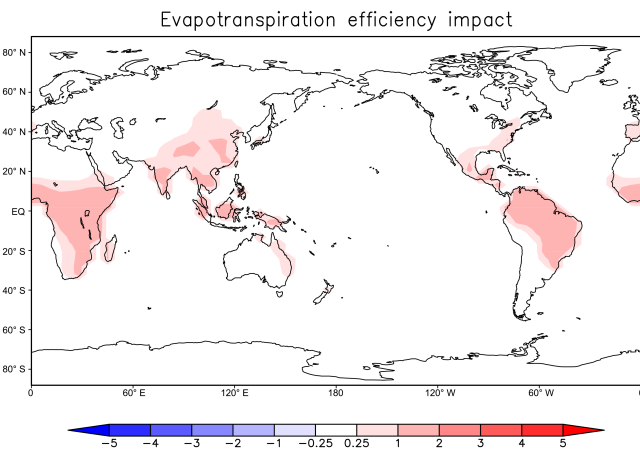 Evapotranspiration efficiency impact
80° N
60° N
40° N
20° N
EQ
20° S
40° S
60° S
80° S
0 60° E 120° E 180 120° W 60° W 0
−5 −4 −3 −2 −1 −0.25 0.25 1 2 3 4 5